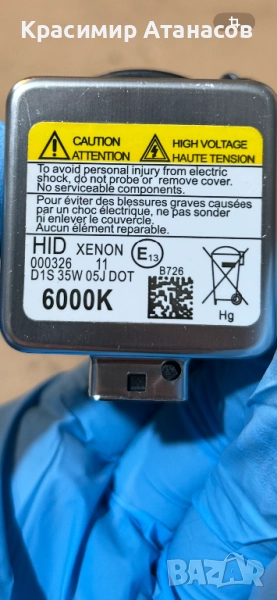 Красимир Атанасов
CAUTION
ATTENTION
HIGH VOLTAGE
HAUTE TENSION
To avoid personal injury from electric
shock, do not probe or remove cover.
No serviceable components.
Pour éviter des blessures graves causées
par un choc électrique, ne pas sonder
ni enlever le couvercle.
Aucun élément reparable.
HID XENON
000326 11
E13
D1S 35W 05J DOT
B726
6000K
Hg
BAZAR
bg